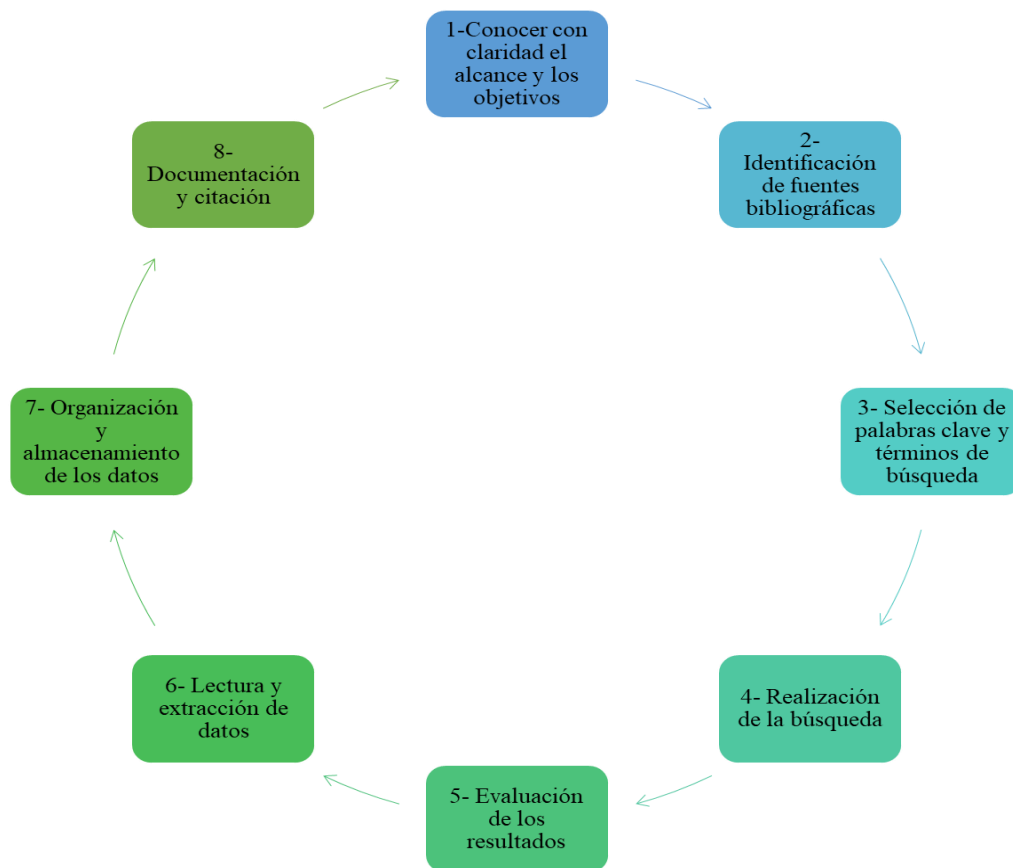 1-Conocer con
claridad el
alcance y los
objetivos
2-
Identificación
de fuentes
bibliográficas
3- Selección de
palabras clave y
términos de
búsqueda
4- Realización
de la búsqueda
5- Evaluación
de los
resultados
6- Lectura y
extracción de
datos
7- Organización
y
almacenamiento
de los datos
8-
Documentación
y citación